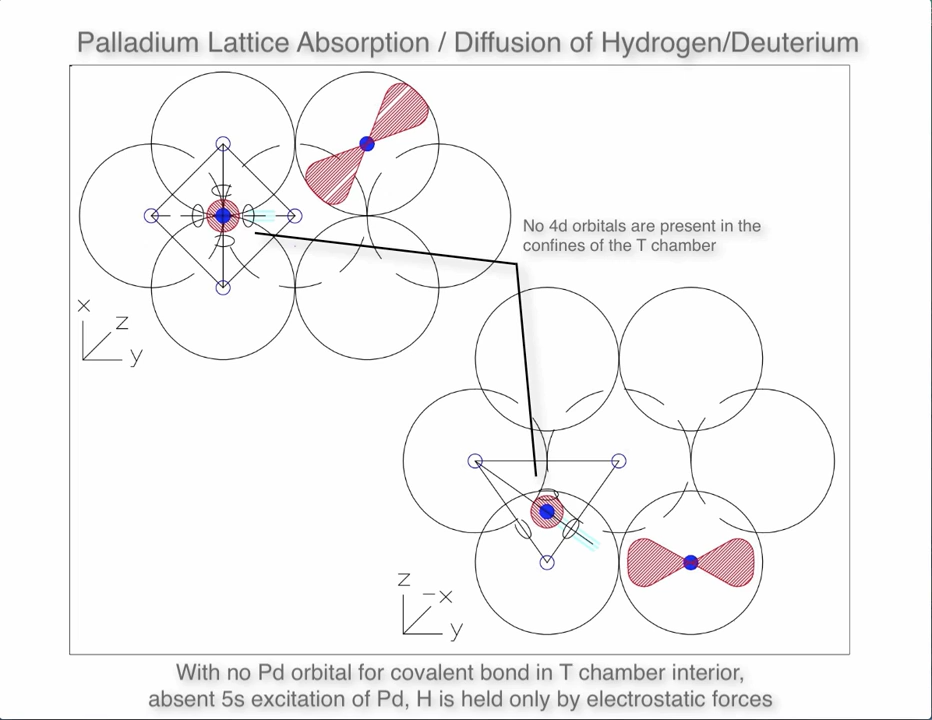 Palladium Lattice Absorption / Diffusion of Hydrogen/Deuterium
No 4d orbitals are present in the
confines of the T chamber
x
z
y
z
-x
y
With no Pd orbital for covalent bond in T chamber interior,
absent 5s excitation of Pd, H is held only by electrostatic forces